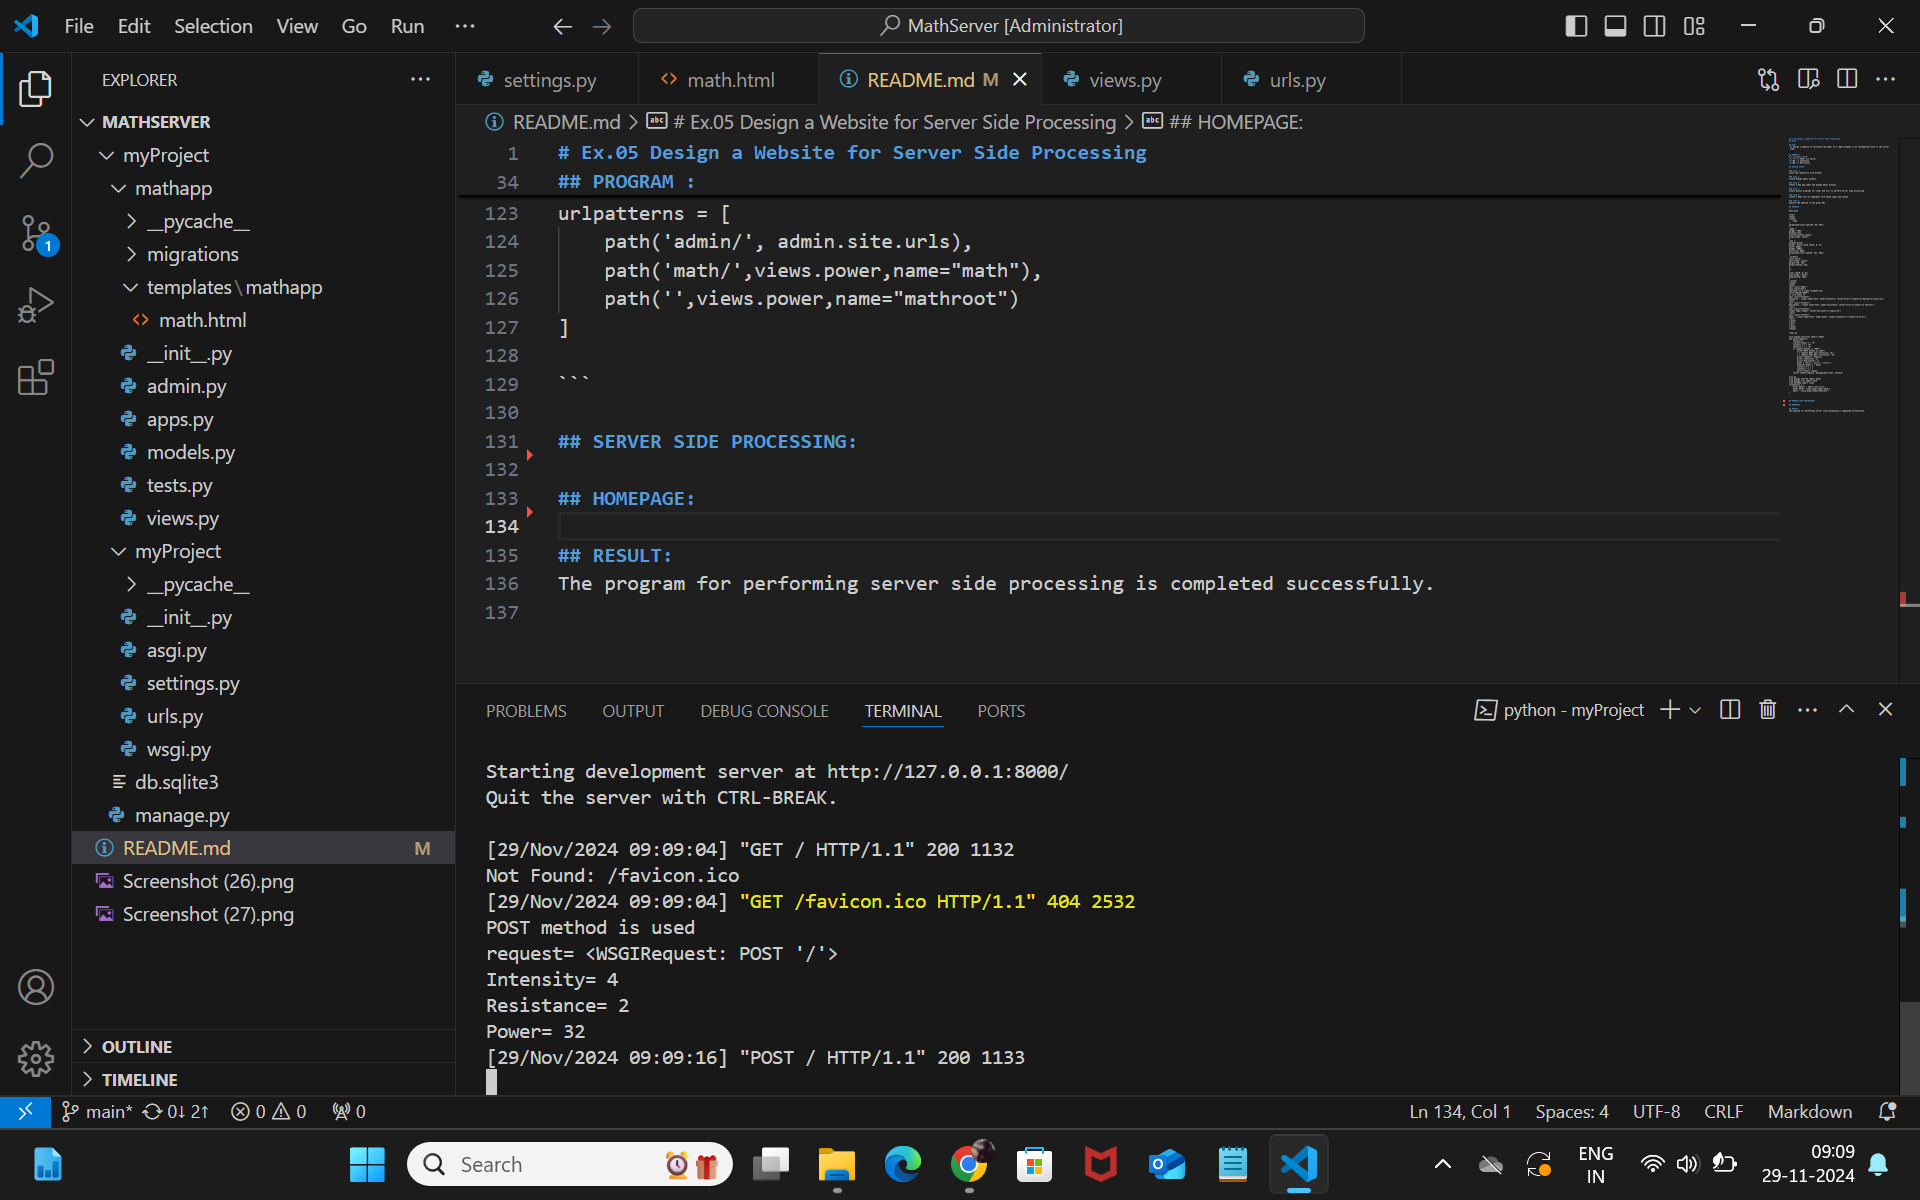 File Edit Selection View Go Run ···
MathServer [Administrator]
EXPLORER
MATHSERVER
myProject
mathapp
__pycache__
migrations
templates\mathapp
math.html
__init__.py
admin.py
apps.py
models.py
tests.py
views.py
myProject
__pycache__
__init__.py
asgi.py
settings.py
urls.py
wsgi.py
db.sqlite3
manage.py
README.md M
Screenshot (26).png
Screenshot (27).png
OUTLINE
TIMELINE
1
settings.py math.html README.md M views.py urls.py
README.md > # Ex.05 Design a Website for Server Side Processing > ## HOMEPAGE:
1 # Ex.05 Design a Website for Server Side Processing
34 ## PROGRAM :
123 urlpatterns = [
124 path('admin/', admin.site.urls),
125 path('math/',views.power,name="math"),
126 path('',views.power,name="mathroot")
127 ]
128
129 ```
130
131 ## SERVER SIDE PROCESSING:
132
133 ## HOMEPAGE:
134
135 ## RESULT:
136 The program for performing server side processing is completed successfully.
137
PROBLEMS OUTPUT DEBUG CONSOLE TERMINAL PORTS
python - myProject
Starting development server at http://127.0.0.1:8000/
Quit the server with CTRL-BREAK.
[29/Nov/2024 09:09:04] "GET / HTTP/1.1" 200 1132
Not Found: /favicon.ico
[29/Nov/2024 09:09:04] "GET /favicon.ico HTTP/1.1" 404 2532
POST method is used
request= <WSGIRequest: POST '/'>
Intensity= 4
Resistance= 2
Power= 32
[29/Nov/2024 09:09:16] "POST / HTTP/1.1" 200 1133
main* 0↓ 2↑ 0 0 0
Ln 134, Col 1 Spaces: 4 UTF-8 CRLF Markdown
Search
ENG
IN
09:09
29-11-2024